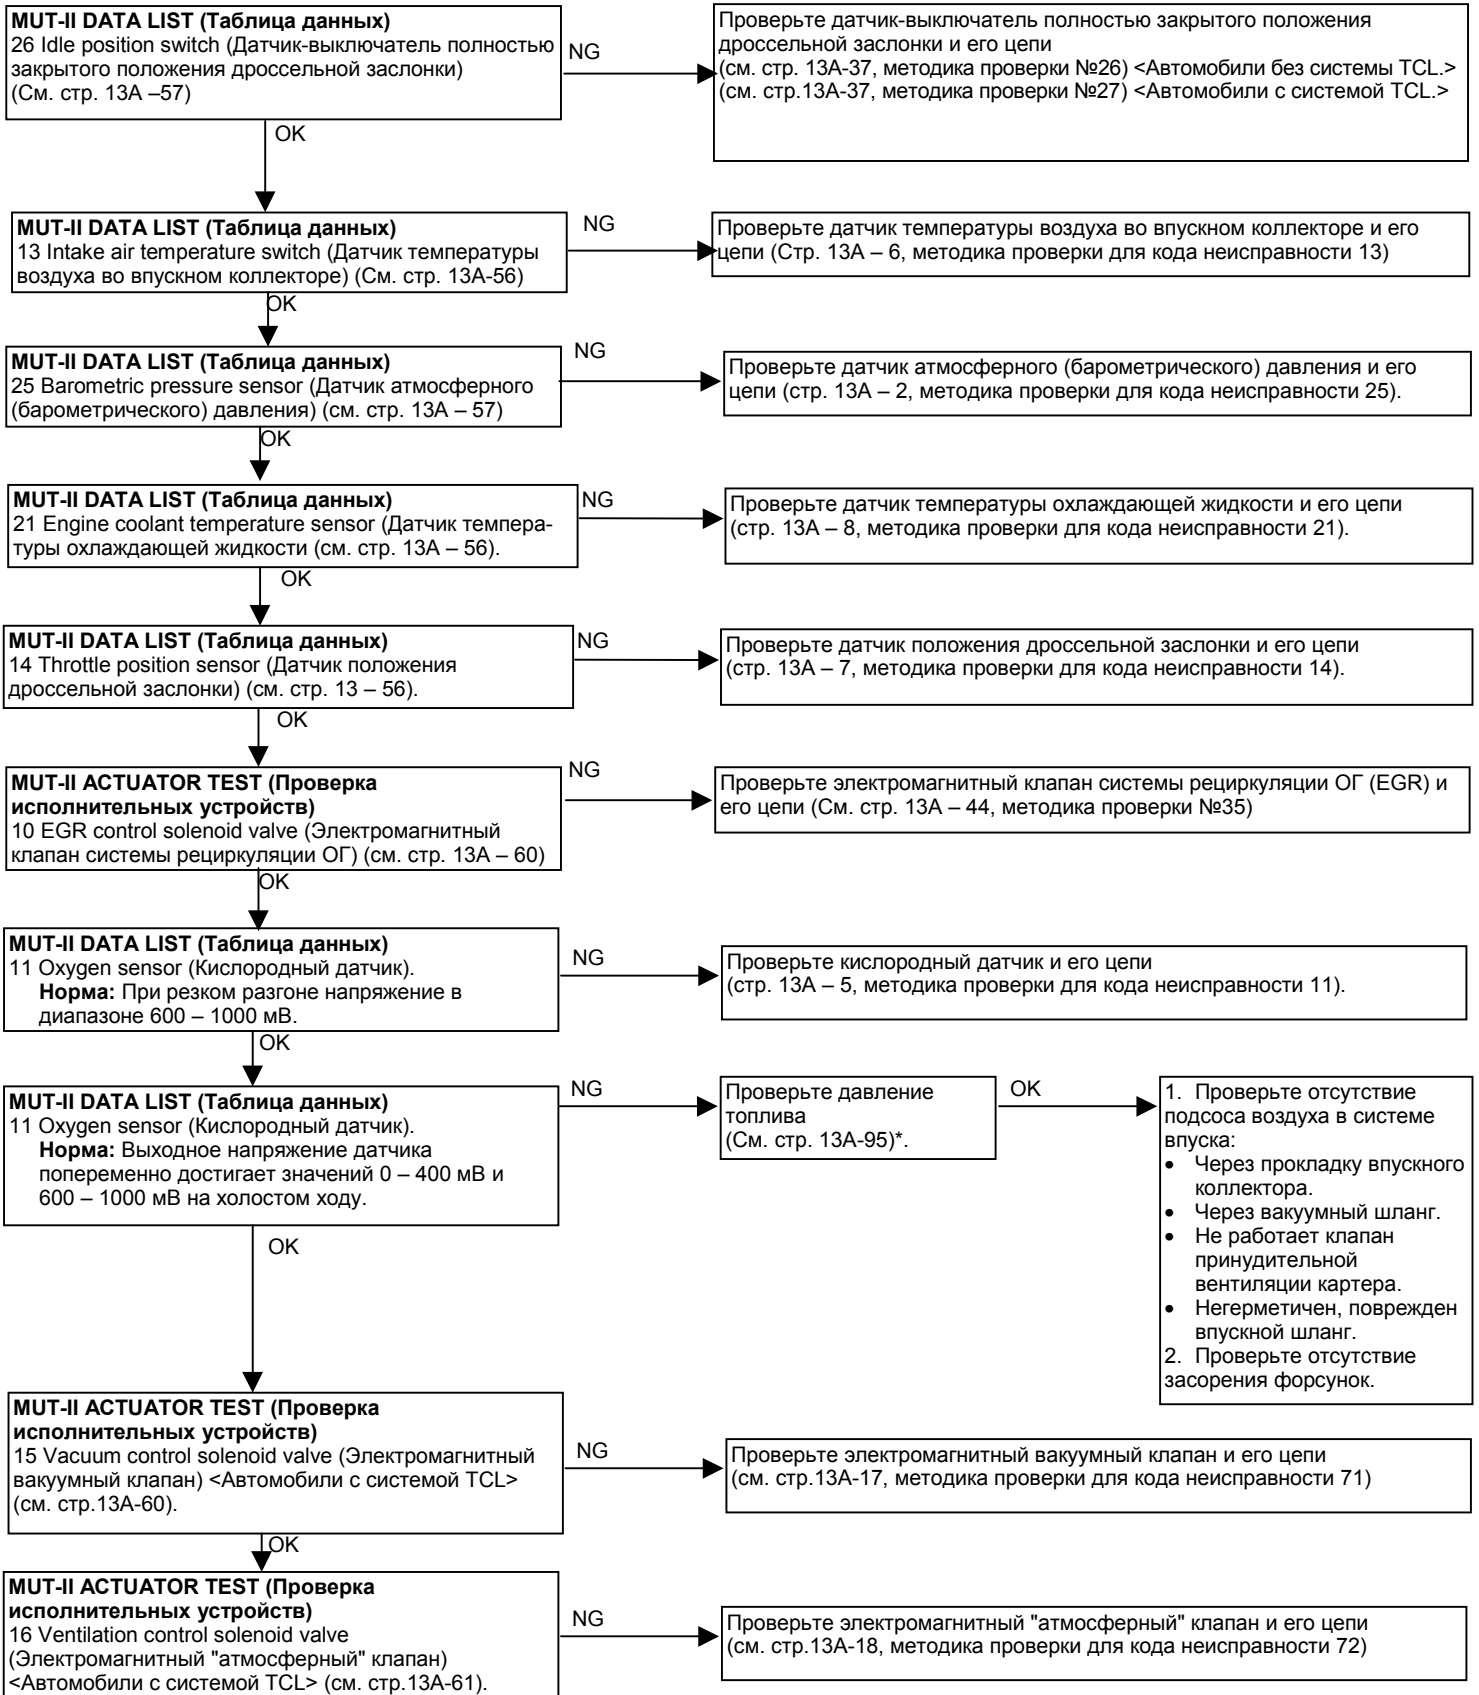 MUT-II DATA LIST (Таблица данных)
26 Idle position switch (Датчик-выключатель полностью
закрытого положения дроссельной заслонки)
(См. стр. 13А –57)
NG
Проверьте датчик-выключатель полностью закрытого положения
дроссельной заслонки и его цепи
(см. стр. 13А-37, методика проверки №26) <Автомобили без системы TCL.>
(см. стр.13А-37, методика проверки №27) <Автомобили с системой TCL.>
OK
MUT-II DATA LIST (Таблица данных)
13 Intake air temperature switch (Датчик температуры
воздуха во впускном коллекторе) (См. стр. 13А-56)
NG
Проверьте датчик температуры воздуха во впускном коллекторе и его
цепи (Стр. 13А – 6, методика проверки для кода неисправности 13)
OK
MUT-II DATA LIST (Таблица данных)
25 Barometric pressure sensor (Датчик атмосферного
(барометрического) давления) (см. стр. 13А – 57)
NG
Проверьте датчик атмосферного (барометрического) давления и его
цепи (стр. 13А – 2, методика проверки для кода неисправности 25).
OK
MUT-II DATA LIST (Таблица данных)
21 Engine coolant temperature sensor (Датчик темпера-
туры охлаждающей жидкости (см. стр. 13А – 56).
NG
Проверьте датчик температуры охлаждающей жидкости и его цепи
(стр. 13А – 8, методика проверки для кода неисправности 21).
OK
MUT-II DATA LIST (Таблица данных)
14 Throttle position sensor (Датчик положения
дроссельной заслонки) (см. стр. 13 – 56).
NG
Проверьте датчик положения дроссельной заслонки и его цепи
(стр. 13А – 7, методика проверки для кода неисправности 14).
OK
MUT-II ACTUATOR TEST (Проверка
исполнительных устройств)
10 EGR control solenoid valve (Электромагнитный
клапан системы рециркуляции ОГ) (см. стр. 13А – 60)
NG
Проверьте электромагнитный клапан системы рециркуляции ОГ (EGR) и
его цепи (См. стр. 13А – 44, методика проверки №35)
OK
MUT-II DATA LIST (Таблица данных)
11 Oxygen sensor (Кислородный датчик).
Норма: При резком разгоне напряжение в
диапазоне 600 – 1000 мВ.
NG
Проверьте кислородный датчик и его цепи
(стр. 13А – 5, методика проверки для кода неисправности 11).
OK
MUT-II DATA LIST (Таблица данных)
11 Oxygen sensor (Кислородный датчик).
Норма: Выходное напряжение датчика
попеременно достигает значений 0 – 400 мВ и
600 – 1000 мВ на холостом ходу.
NG
Проверьте давление
топлива
(См. стр. 13А-95)*.
OK
1. Проверьте отсутствие
подсоса воздуха в системе
впуска:
• Через прокладку впускного
коллектора.
• Через вакуумный шланг.
• Не работает клапан
принудительной
вентиляции картера.
• Негерметичен, поврежден
впускной шланг.
2. Проверьте отсутствие
засорения форсунок.
OK
MUT-II ACTUATOR TEST (Проверка
исполнительных устройств)
15 Vacuum control solenoid valve (Электромагнитный
вакуумный клапан) <Автомобили с системой TCL>
(см. стр.13А-60).
NG
Проверьте электромагнитный вакуумный клапан и его цепи
(см. стр.13А-17, методика проверки для кода неисправности 71)
OK
MUT-II ACTUATOR TEST (Проверка
исполнительных устройств)
16 Ventilation control solenoid valve
(Электромагнитный "атмосферный" клапан)
<Автомобили с системой TCL> (см. стр.13А-61).
NG
Проверьте электромагнитный "атмосферный" клапан и его цепи
(см. стр.13А-18, методика проверки для кода неисправности 72)